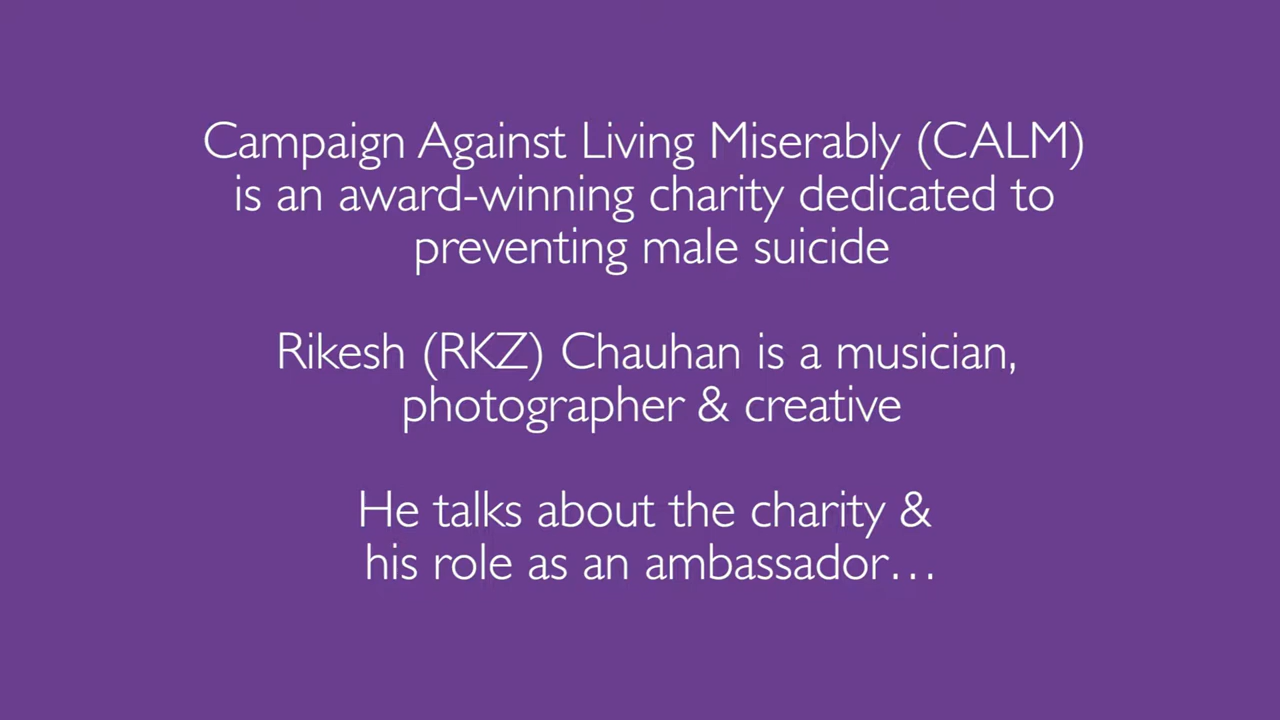 Campaign Against Living Miserably (CALM)
is an award-winning charity dedicated to
preventing male suicide
Rikesh (RKZ) Chauhan is a musician,
photographer & creative
He talks about the charity &
his role as an ambassador…